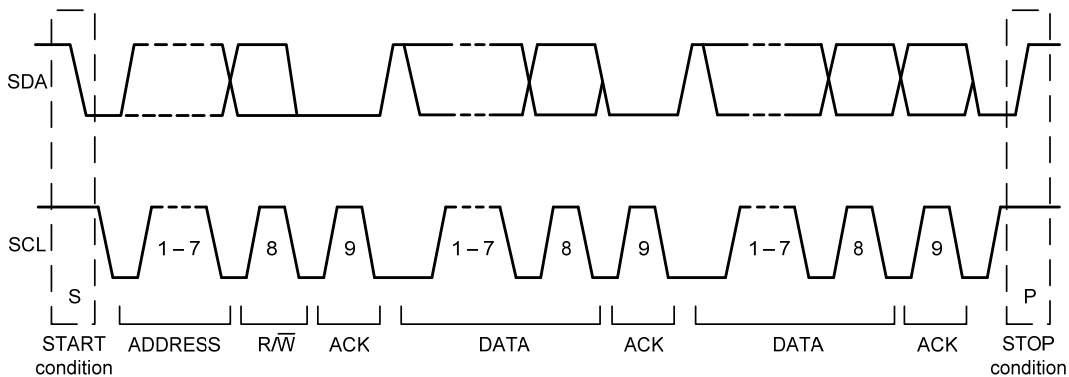 SDA
SCL
1 – 7
8
9
1 – 7
8
9
1 – 7
8
9
S
P
START
condition
ADDRESS
R/W̅
ACK
DATA
ACK
DATA
ACK
STOP
condition